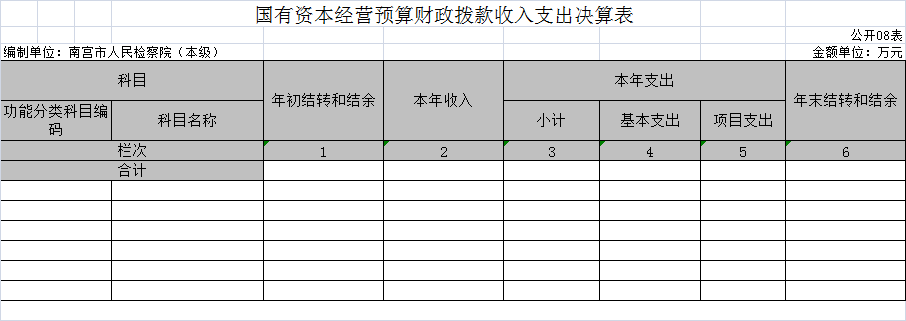 国有资本经营预算财政拨款收入支出决算表
公开08表
编制单位：南宫市人民检察院（本级）
金额单位：万元
科目
年初结转和结余
本年收入
本年支出
年末结转和结余
功能分类科目编
码
科目名称
小计
基本支出
项目支出
栏次
1
2
3
4
5
6
合计